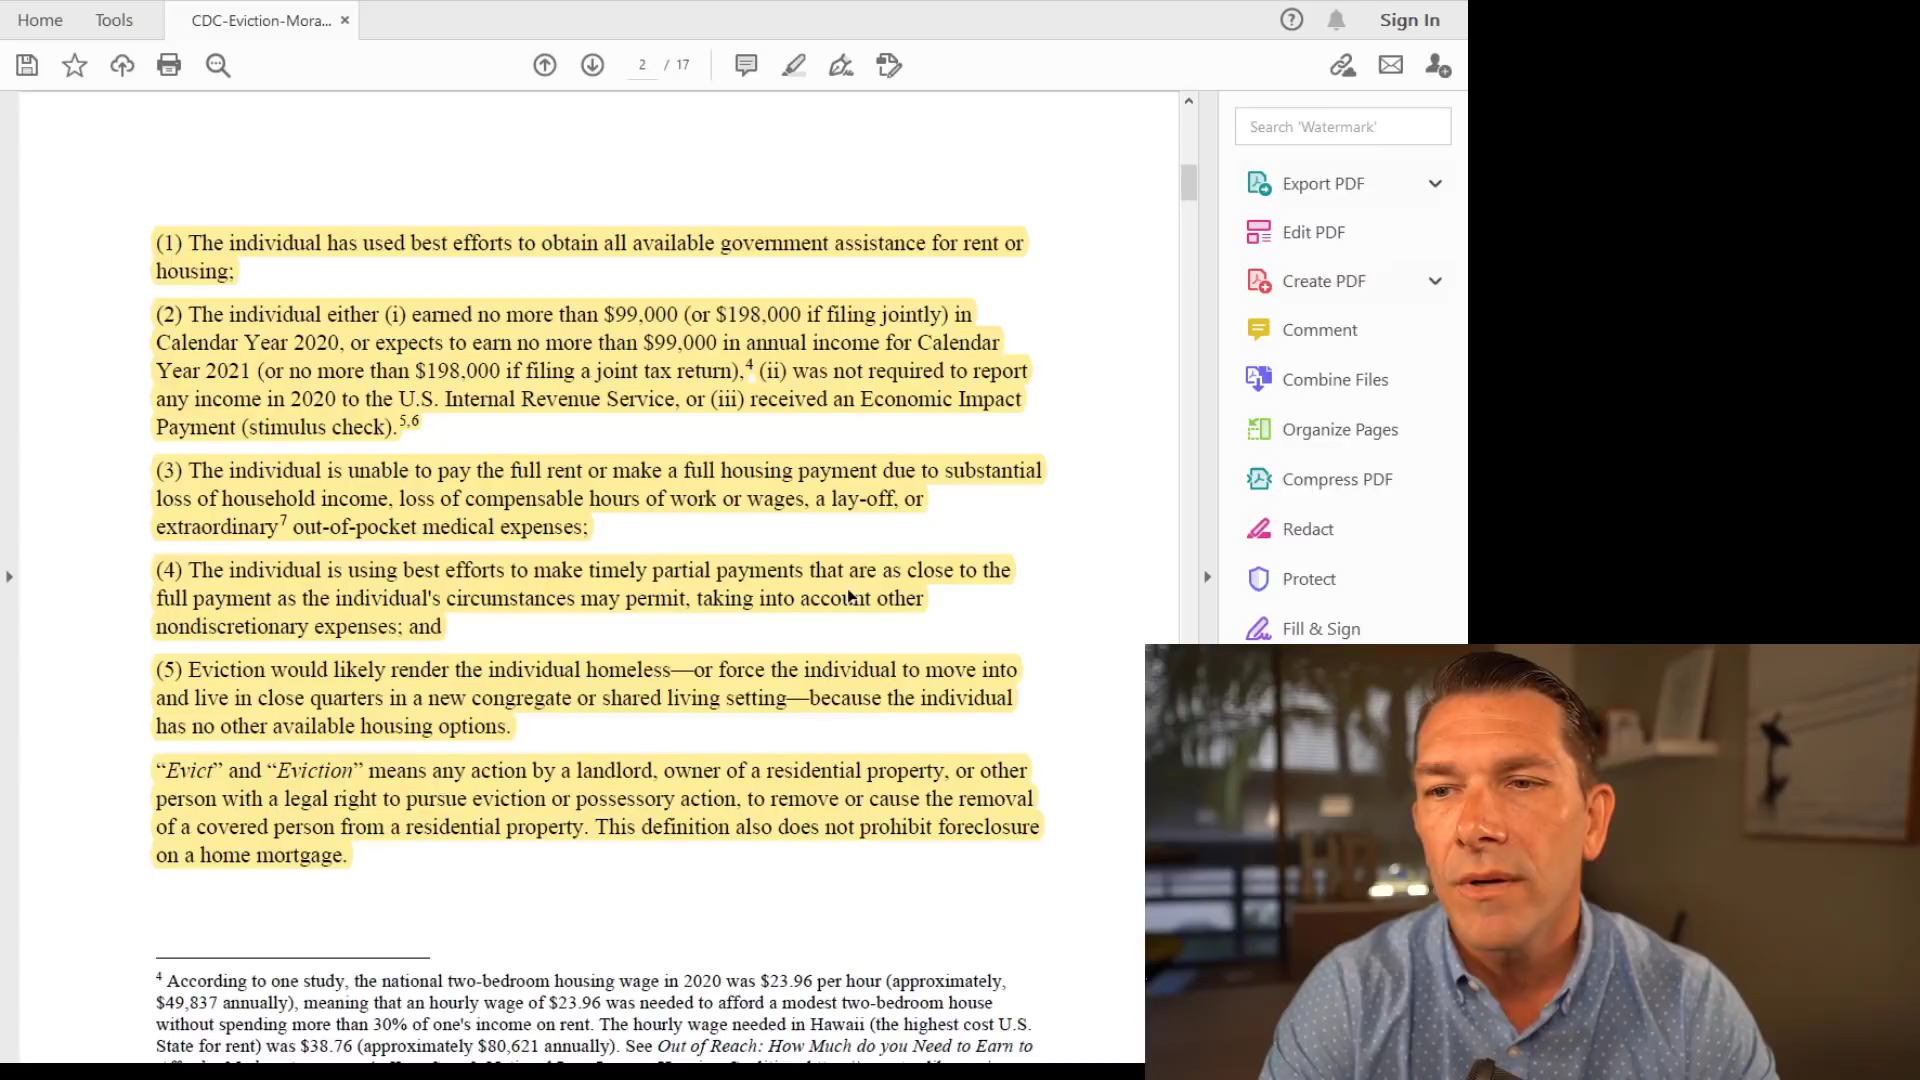 Home Tools CDC-Eviction-Mora... × Sign In
2 / 17
Search 'Watermark'
Export PDF
Edit PDF
Create PDF
Comment
Combine Files
Organize Pages
Compress PDF
Redact
Protect
Fill & Sign
(1) The individual has used best efforts to obtain all available government assistance for rent or
housing;
(2) The individual either (i) earned no more than $99,000 (or $198,000 if filing jointly) in
Calendar Year 2020, or expects to earn no more than $99,000 in annual income for Calendar
Year 2021 (or no more than $198,000 if filing a joint tax return),4 (ii) was not required to report
any income in 2020 to the U.S. Internal Revenue Service, or (iii) received an Economic Impact
Payment (stimulus check).5,6
(3) The individual is unable to pay the full rent or make a full housing payment due to substantial
loss of household income, loss of compensable hours of work or wages, a lay-off, or
extraordinary7 out-of-pocket medical expenses;
(4) The individual is using best efforts to make timely partial payments that are as close to the
full payment as the individual's circumstances may permit, taking into account other
nondiscretionary expenses; and
(5) Eviction would likely render the individual homeless—or force the individual to move into
and live in close quarters in a new congregate or shared living setting—because the individual
has no other available housing options.
“Evict” and “Eviction” means any action by a landlord, owner of a residential property, or other
person with a legal right to pursue eviction or possessory action, to remove or cause the removal
of a covered person from a residential property. This definition also does not prohibit foreclosure
on a home mortgage.
4 According to one study, the national two-bedroom housing wage in 2020 was $23.96 per hour (approximately,
$49,837 annually), meaning that an hourly wage of $23.96 was needed to afford a modest two-bedroom house
without spending more than 30% of one's income on rent. The hourly wage needed in Hawaii (the highest cost U.S.
State for rent) was $38.76 (approximately $80,621 annually). See Out of Reach: How Much do you Need to Earn to